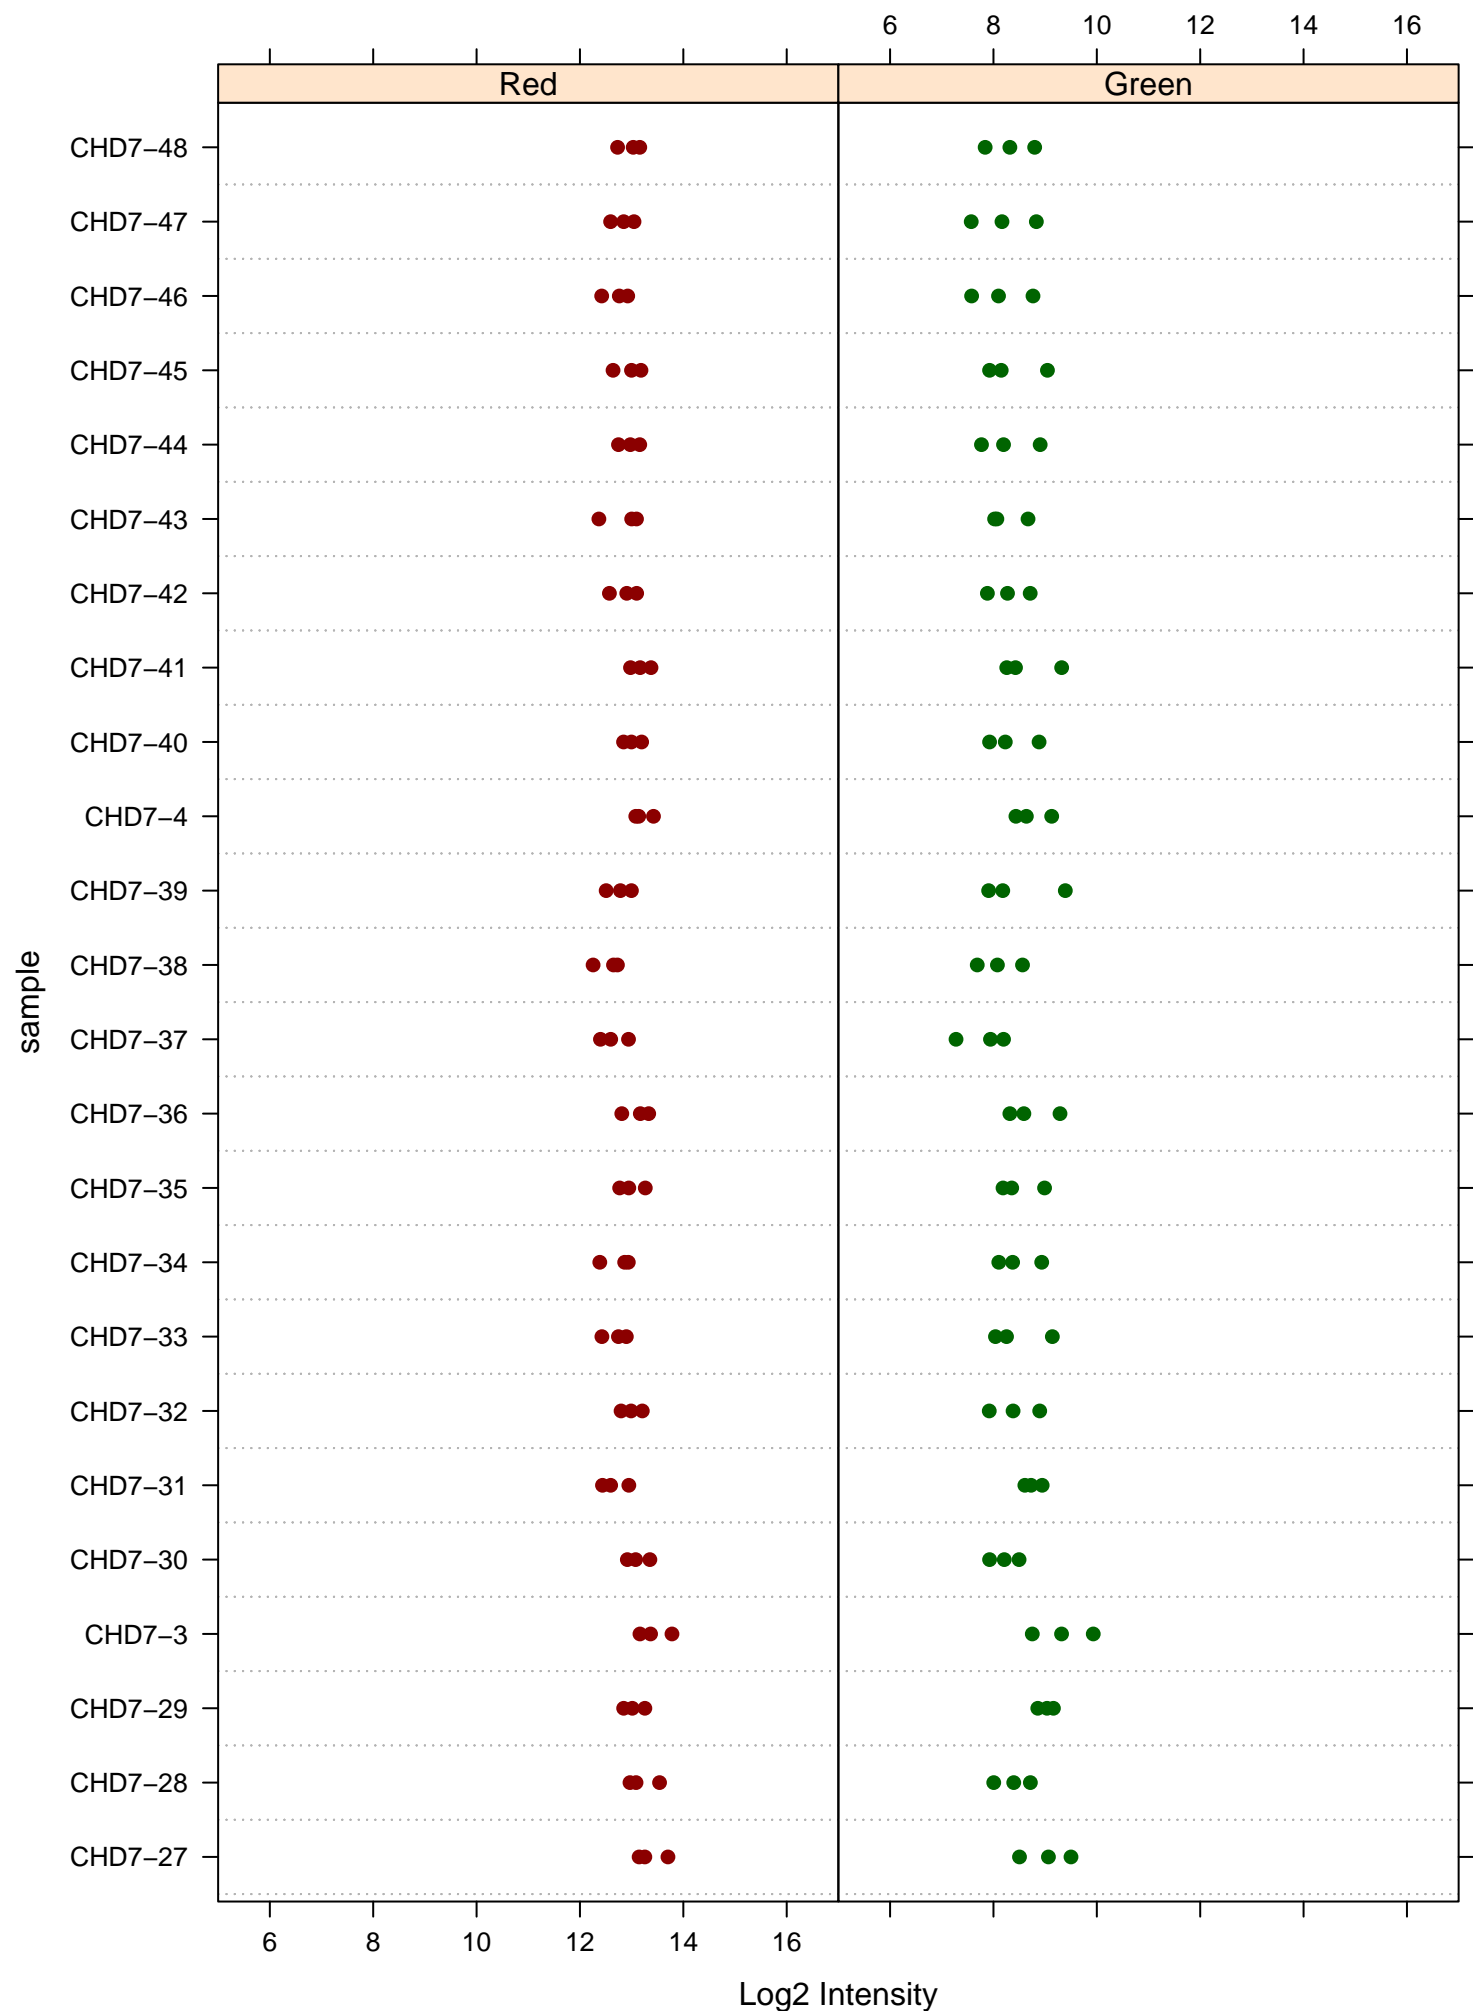 6 8 10 12 14 16
Red Green
CHD7−48
CHD7−47
CHD7−46
CHD7−45
CHD7−44
CHD7−43
CHD7−42
CHD7−41
CHD7−40
CHD7−4
CHD7−39
CHD7−38
CHD7−37
CHD7−36
CHD7−35
CHD7−34
CHD7−33
CHD7−32
CHD7−31
CHD7−30
CHD7−3
CHD7−29
CHD7−28
CHD7−27
sample
6 8 10 12 14 16
Log2 Intensity